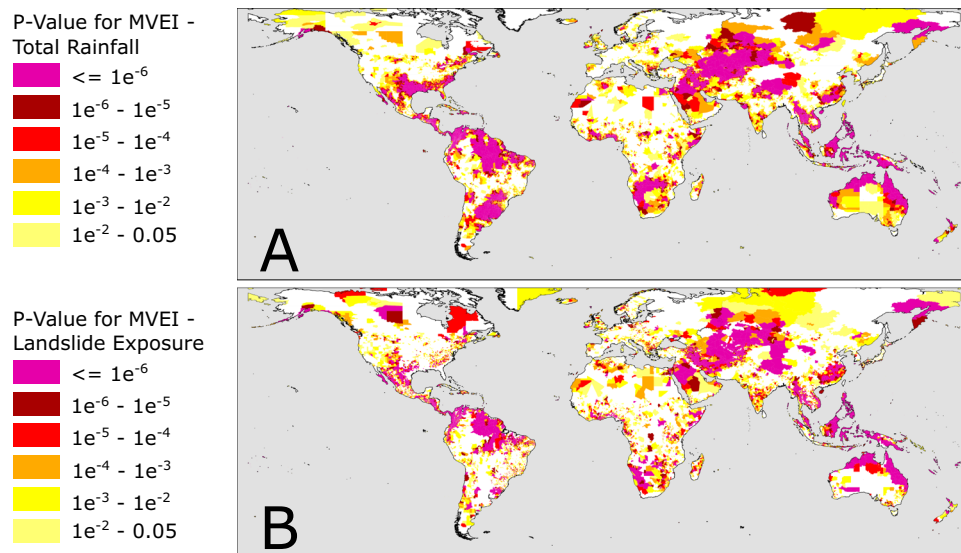 P-Value for MVEI -
Total Rainfall
<= 1e⁻⁶
1e⁻⁶ - 1e⁻⁵
1e⁻⁵ - 1e⁻⁴
1e⁻⁴ - 1e⁻³
1e⁻³ - 1e⁻²
1e⁻² - 0.05
A
P-Value for MVEI -
Landslide Exposure
<= 1e⁻⁶
1e⁻⁶ - 1e⁻⁵
1e⁻⁵ - 1e⁻⁴
1e⁻⁴ - 1e⁻³
1e⁻³ - 1e⁻²
1e⁻² - 0.05
B